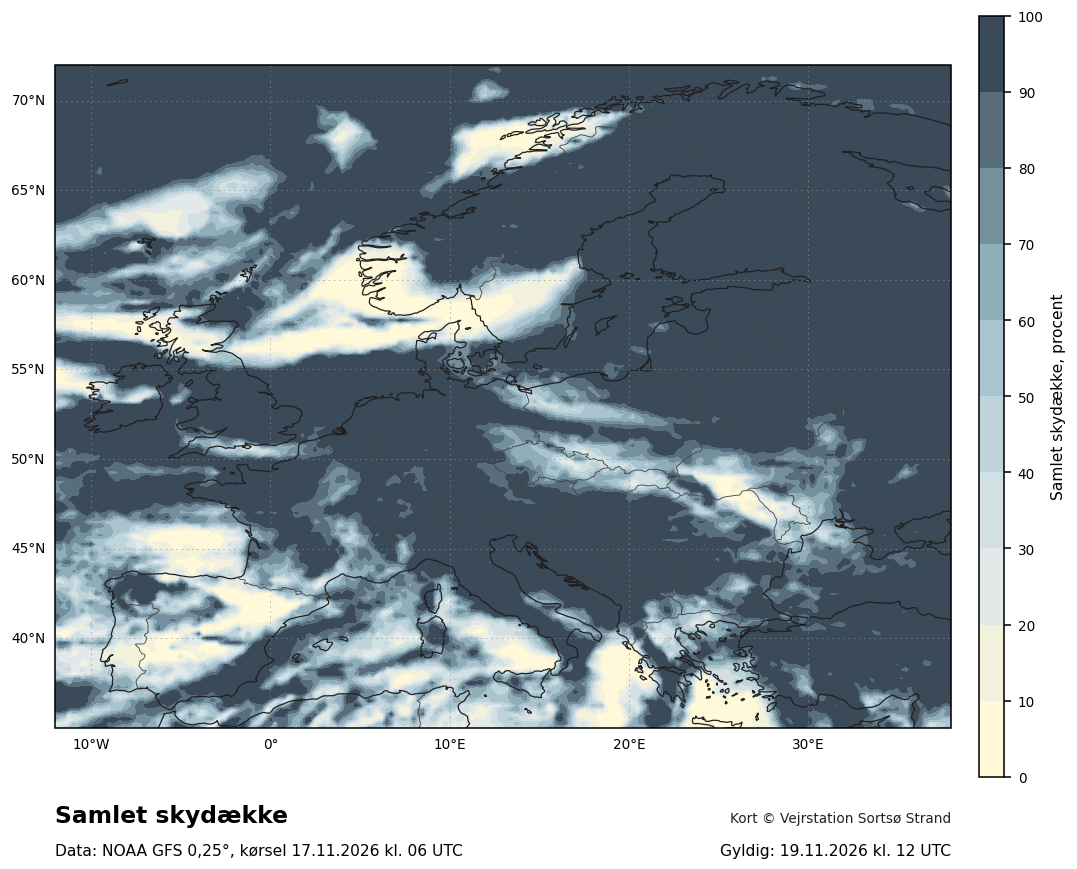 70°N
65°N
60°N
55°N
50°N
45°N
40°N
10°W 0° 10°E 20°E 30°E
100
90
80
70
60
50
40
30
20
10
0
Samlet skydække, procent
Samlet skydække
Kort © Vejrstation Sortsø Strand
Data: NOAA GFS 0,25°, kørsel 17.11.2026 kl. 06 UTC
Gyldig: 19.11.2026 kl. 12 UTC